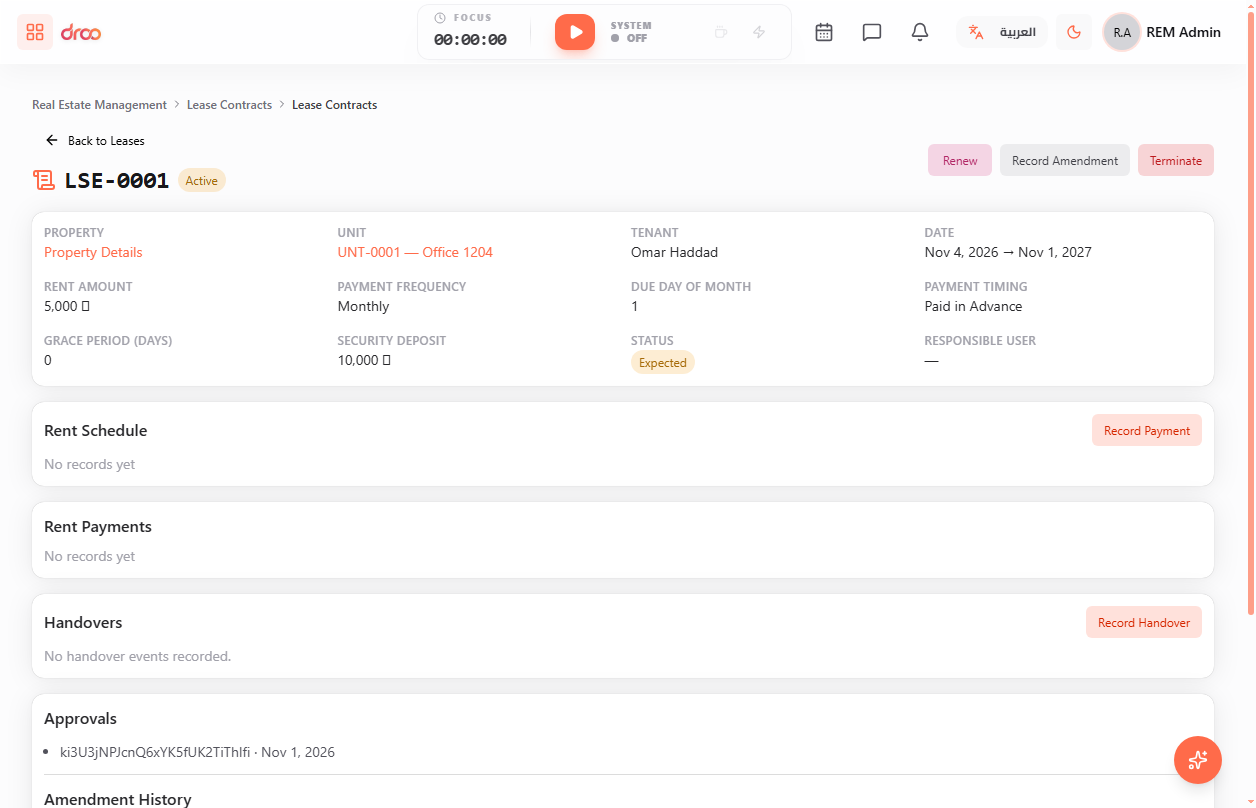 droo
FOCUS
00:00:00
SYSTEM
OFF
العربية
R.A
REM Admin
Real Estate Management > Lease Contracts > Lease Contracts
← Back to Leases
LSE-0001
Active
Renew
Record Amendment
Terminate
PROPERTY
Property Details
UNIT
UNT-0001 — Office 1204
TENANT
Omar Haddad
DATE
Nov 4, 2026 → Nov 1, 2027
RENT AMOUNT
5,000 
PAYMENT FREQUENCY
Monthly
DUE DAY OF MONTH
1
PAYMENT TIMING
Paid in Advance
GRACE PERIOD (DAYS)
0
SECURITY DEPOSIT
10,000 
STATUS
Expected
RESPONSIBLE USER
—
Rent Schedule
Record Payment
No records yet
Rent Payments
No records yet
Handovers
Record Handover
No handover events recorded.
Approvals
• ki3U3jNPJcnQ6xYK5fUK2TiThIfi · Nov 1, 2026
Amendment History